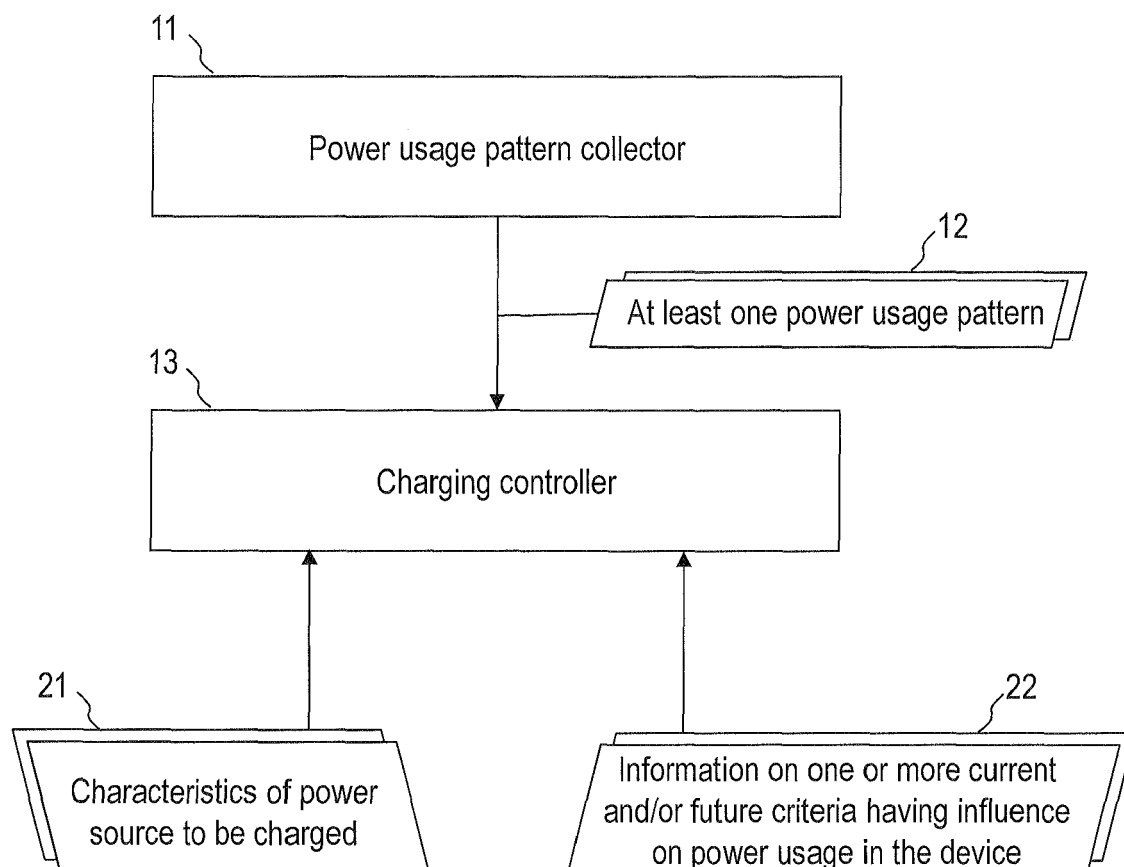 11
Power usage pattern collector
12
At least one power usage pattern
13
Charging controller
21
22
Characteristics of power
source to be charged
Information on one or more current
and/or future criteria having influence
on power usage in the device